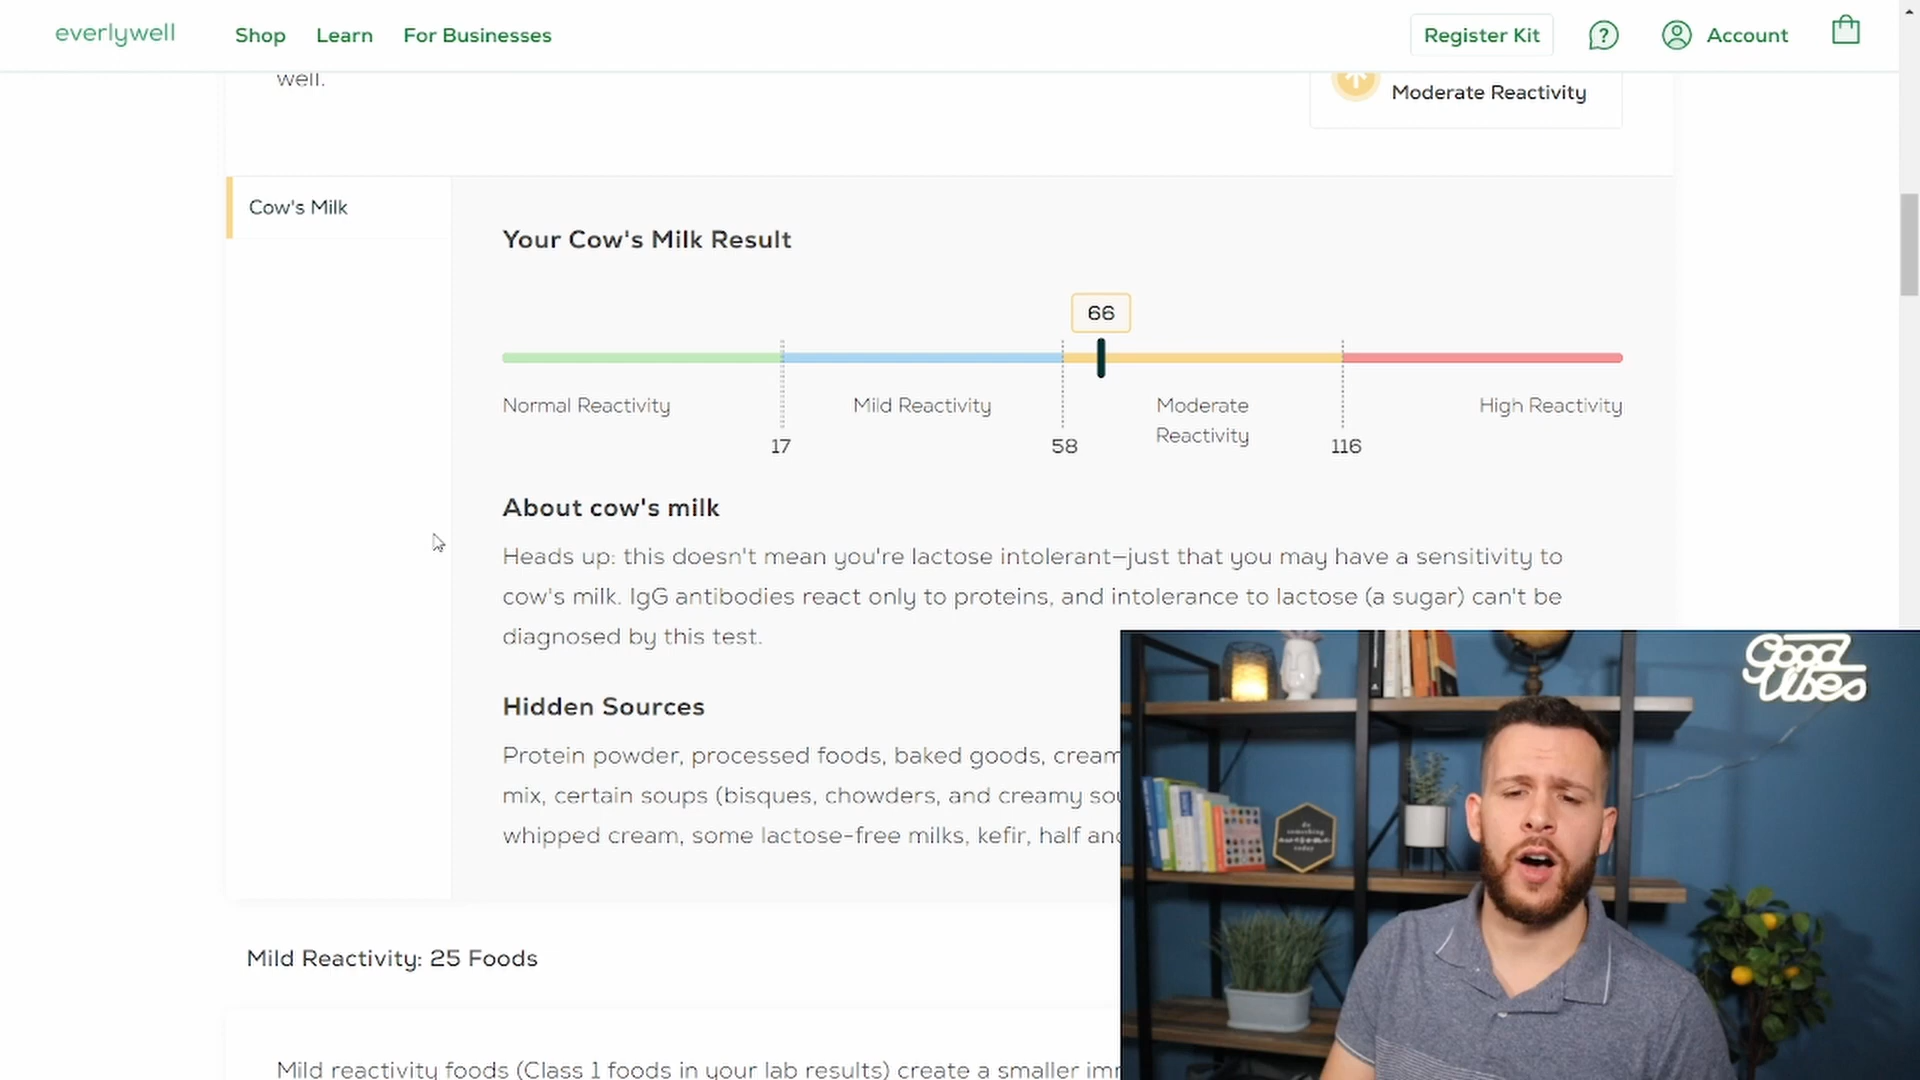 everlywell
Shop
Learn
For Businesses
Register Kit
?
Account
well.
Moderate Reactivity
Cow's Milk
Your Cow's Milk Result
66
Normal Reactivity
Mild Reactivity
Moderate
Reactivity
High Reactivity
17
58
116
About cow's milk
Heads up: this doesn't mean you're lactose intolerant—just that you may have a sensitivity to
cow's milk. IgG antibodies react only to proteins, and intolerance to lactose (a sugar) can't be
diagnosed by this test.
Hidden Sources
Protein powder, processed foods, baked goods, cream
mix, certain soups (bisques, chowders, and creamy
whipped cream, some lactose-free milks, kefir, half
Good
Vibes
do
something
awesome
today
Mild Reactivity: 25 Foods
Mild reactivity foods (Class 1 foods in your lab results) create a smaller